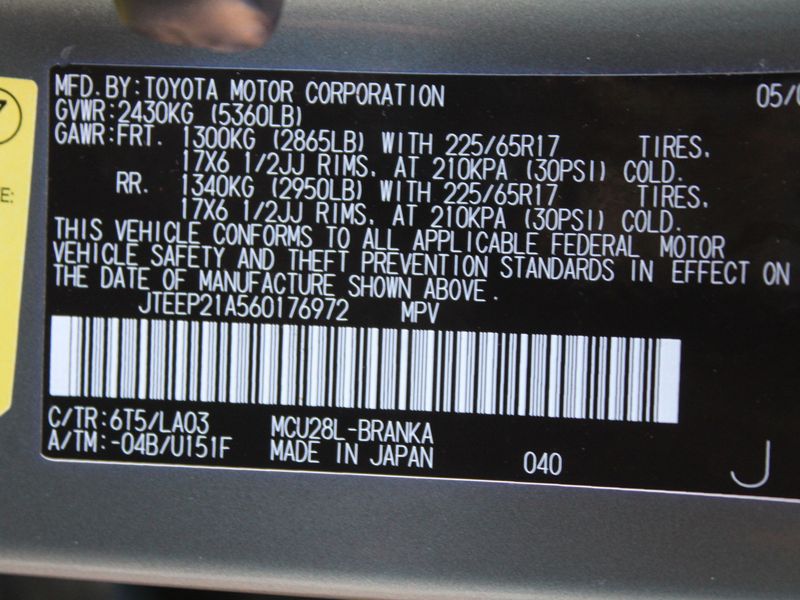 MFD. BY: TOYOTA MOTOR CORPORATION 05/0
GVWR: 2430KG (5360LB)
GAWR: FRT. 1300KG (2865LB) WITH 225/65R17 TIRES.
17X6 1/2JJ RIMS. AT 210KPA (30PSI) COLD.
RR. 1340KG (2950LB) WITH 225/65R17 TIRES,
17X6 1/2JJ RIMS, AT 210KPA (30PSI) COLD.
THIS VEHICLE CONFORMS TO ALL APPLICABLE FEDERAL MOTOR
VEHICLE SAFETY AND THEFT PREVENTION STANDARDS IN EFFECT ON
THE DATE OF MANUFACTURE SHOWN ABOVE.
JTEEP21A560176972 MPV
C/TR: 6T5/LA03 MCU28L-BRANKA
A/TM: -04B/U151F MADE IN JAPAN 040 J
7
E: